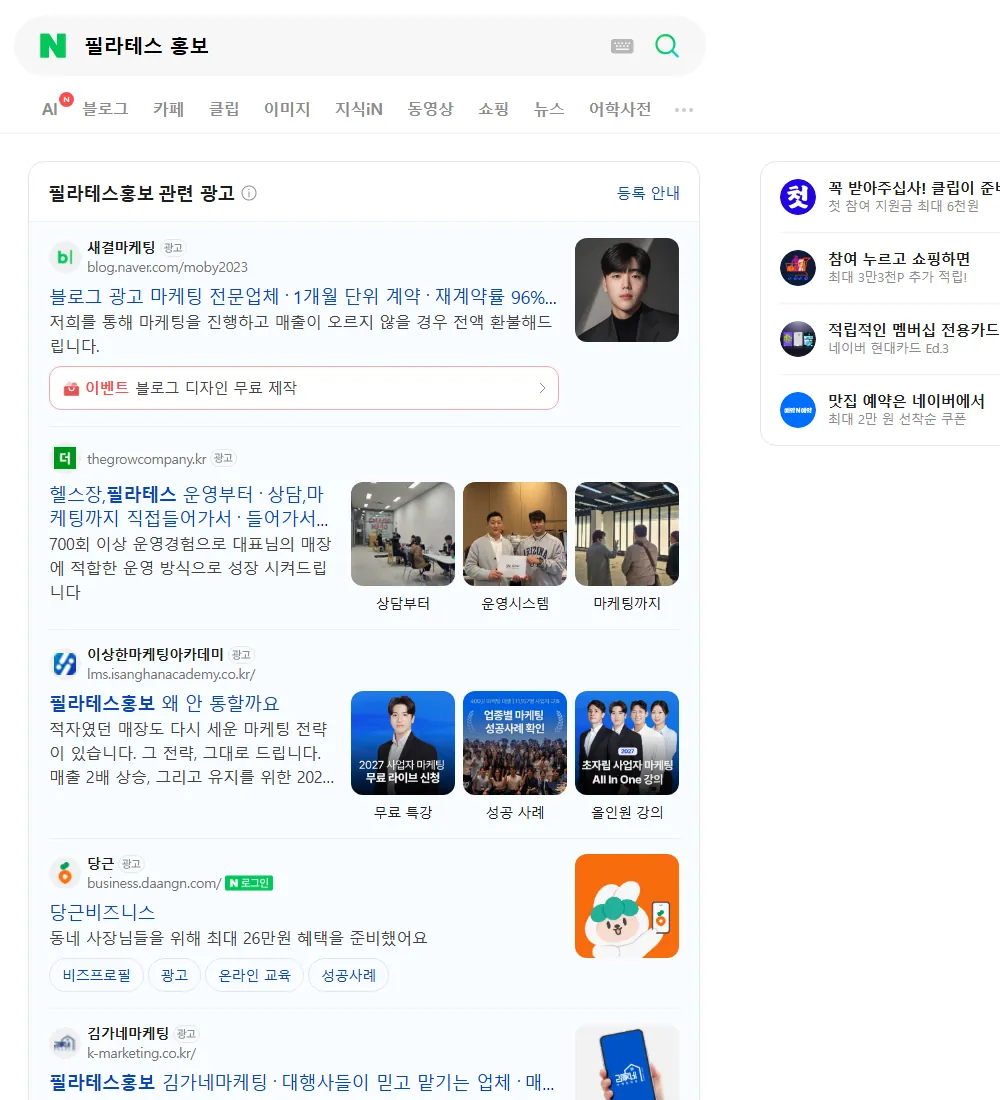 N 필라테스 홍보
AI N 블로그 카페 클립 이미지 지식iN 동영상 쇼핑 뉴스 어학사전 ···
필라테스홍보 관련 광고
등록 안내
bl
새결마케팅 광고
blog.naver.com/moby2023
블로그 광고 마케팅 전문업체 · 1개월 단위 계약 · 재계약률 96%...
저희를 통해 마케팅을 진행하고 매출이 오르지 않을 경우 전액 환불해드
립니다.
이벤트 블로그 디자인 무료 제작
더
thegrowcompany.kr 광고
헬스장,필라테스 운영부터 · 상담,마
케팅까지 직접들어가서 · 들어가서...
700회 이상 운영경험으로 대표님의 매장
에 적합한 운영 방식으로 성장 시켜드립
니다
ARIZONA
상담부터
운영시스템
마케팅까지
이상한마케팅아카데미 광고
lms.isanghanacademy.co.kr/
필라테스홍보 왜 안 통할까요
적자였던 매장도 다시 세운 마케팅 전략
이 있습니다. 그 전략, 그대로 드립니다.
매출 2배 상승, 그리고 유지를 위한 202...
2027 사업자 마케팅
무료 라이브 신청
업종별 마케팅
성공사례 확인
2027
초자립 사업자 마케팅
All In One 강의
무료 특강
성공 사례
올인원 강의
당근 광고
business.daangn.com/ N 로그인
당근비즈니스
동네 사장님들을 위해 최대 26만원 혜택을 준비했어요
비즈프로필
광고
온라인 교육
성공사례
김가네마케팅 광고
k-marketing.co.kr/
필라테스홍보 김가네마케팅 · 대행사들이 믿고 맡기는 업체 · 매...
김가네
첫
꼭 받아주십사! 클립이 준비
첫 참여 지원금 최대 6천원
참여 누르고 쇼핑하면
최대 3만3천P 추가 적립!
적립적인 멤버십 전용카드
네이버 현대카드 Ed.3
예약N예약
맛집 예약은 네이버에서
최대 2만 원 선착순 쿠폰